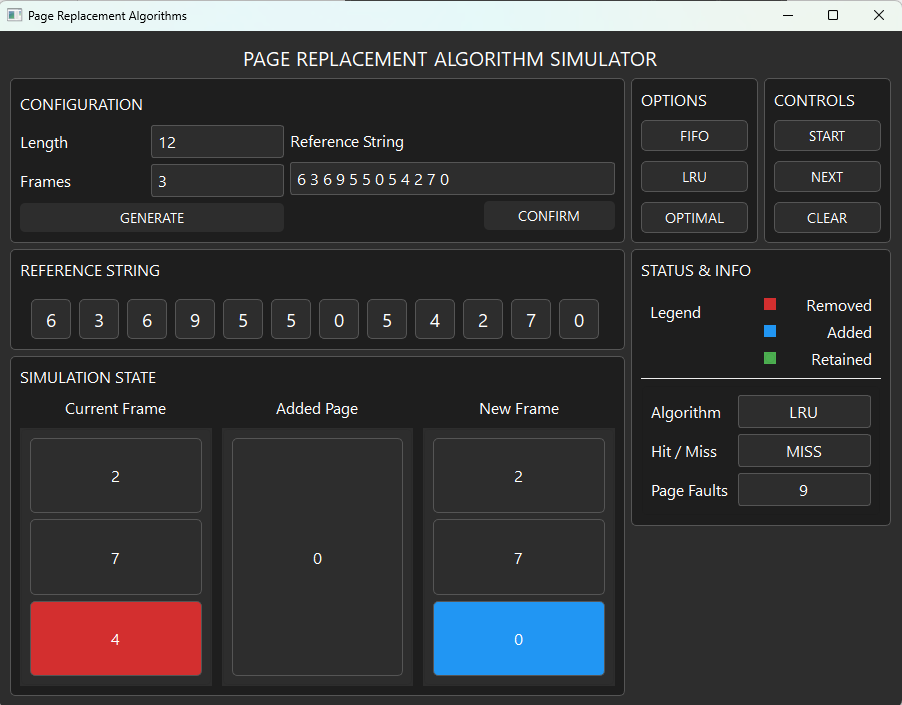 Page Replacement Algorithms
PAGE REPLACEMENT ALGORITHM SIMULATOR
CONFIGURATION
Length
12
Reference String
Frames
3
6 3 6 9 5 5 0 5 4 2 7 0
GENERATE
CONFIRM
OPTIONS
FIFO
LRU
OPTIMAL
CONTROLS
START
NEXT
CLEAR
REFERENCE STRING
6 3 6 9 5 5 0 5 4 2 7 0
SIMULATION STATE
Current Frame
Added Page
New Frame
2
7
4
0
2
7
0
STATUS & INFO
Legend
Removed
Added
Retained
Algorithm
LRU
Hit / Miss
MISS
Page Faults
9